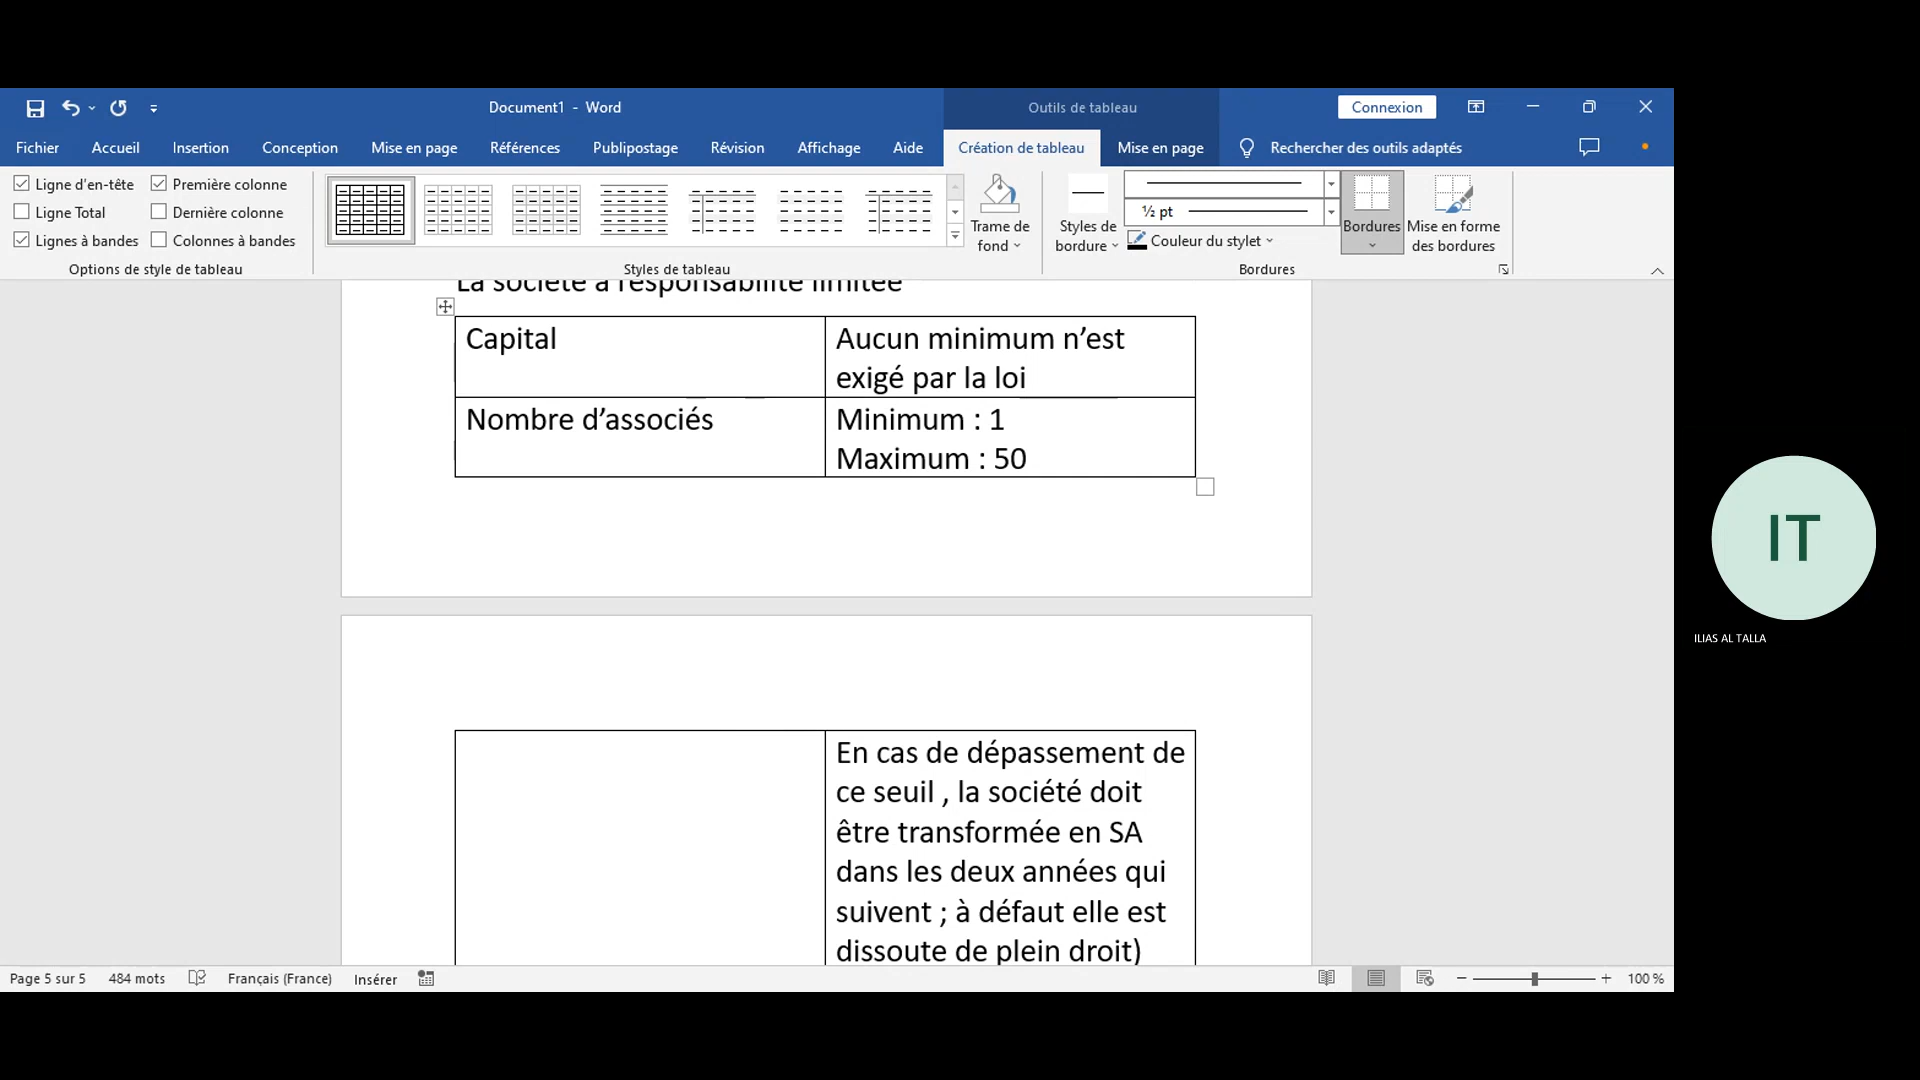 Document1 - Word
Outils de tableau
Connexion
Fichier
Accueil
Insertion
Conception
Mise en page
Références
Publipostage
Révision
Affichage
Aide
Création de tableau
Mise en page
Rechercher des outils adaptés
Ligne d'en-tête
Première colonne
Ligne Total
Dernière colonne
Lignes à bandes
Colonnes à bandes
Options de style de tableau
Styles de tableau
Trame de
fond
Styles de
bordure
½ pt
Couleur du stylet
Bordures
Mise en forme
des bordures
Bordures
La société à responsabilité limitée
Capital
Aucun minimum n’est
exigé par la loi
Nombre d’associés
Minimum : 1
Maximum : 50
En cas de dépassement de
ce seuil , la société doit
être transformée en SA
dans les deux années qui
suivent ; à défaut elle est
dissoute de plein droit)
IT
ILIAS AL TALLA
Page 5 sur 5
484 mots
Français (France)
Insérer
100 %